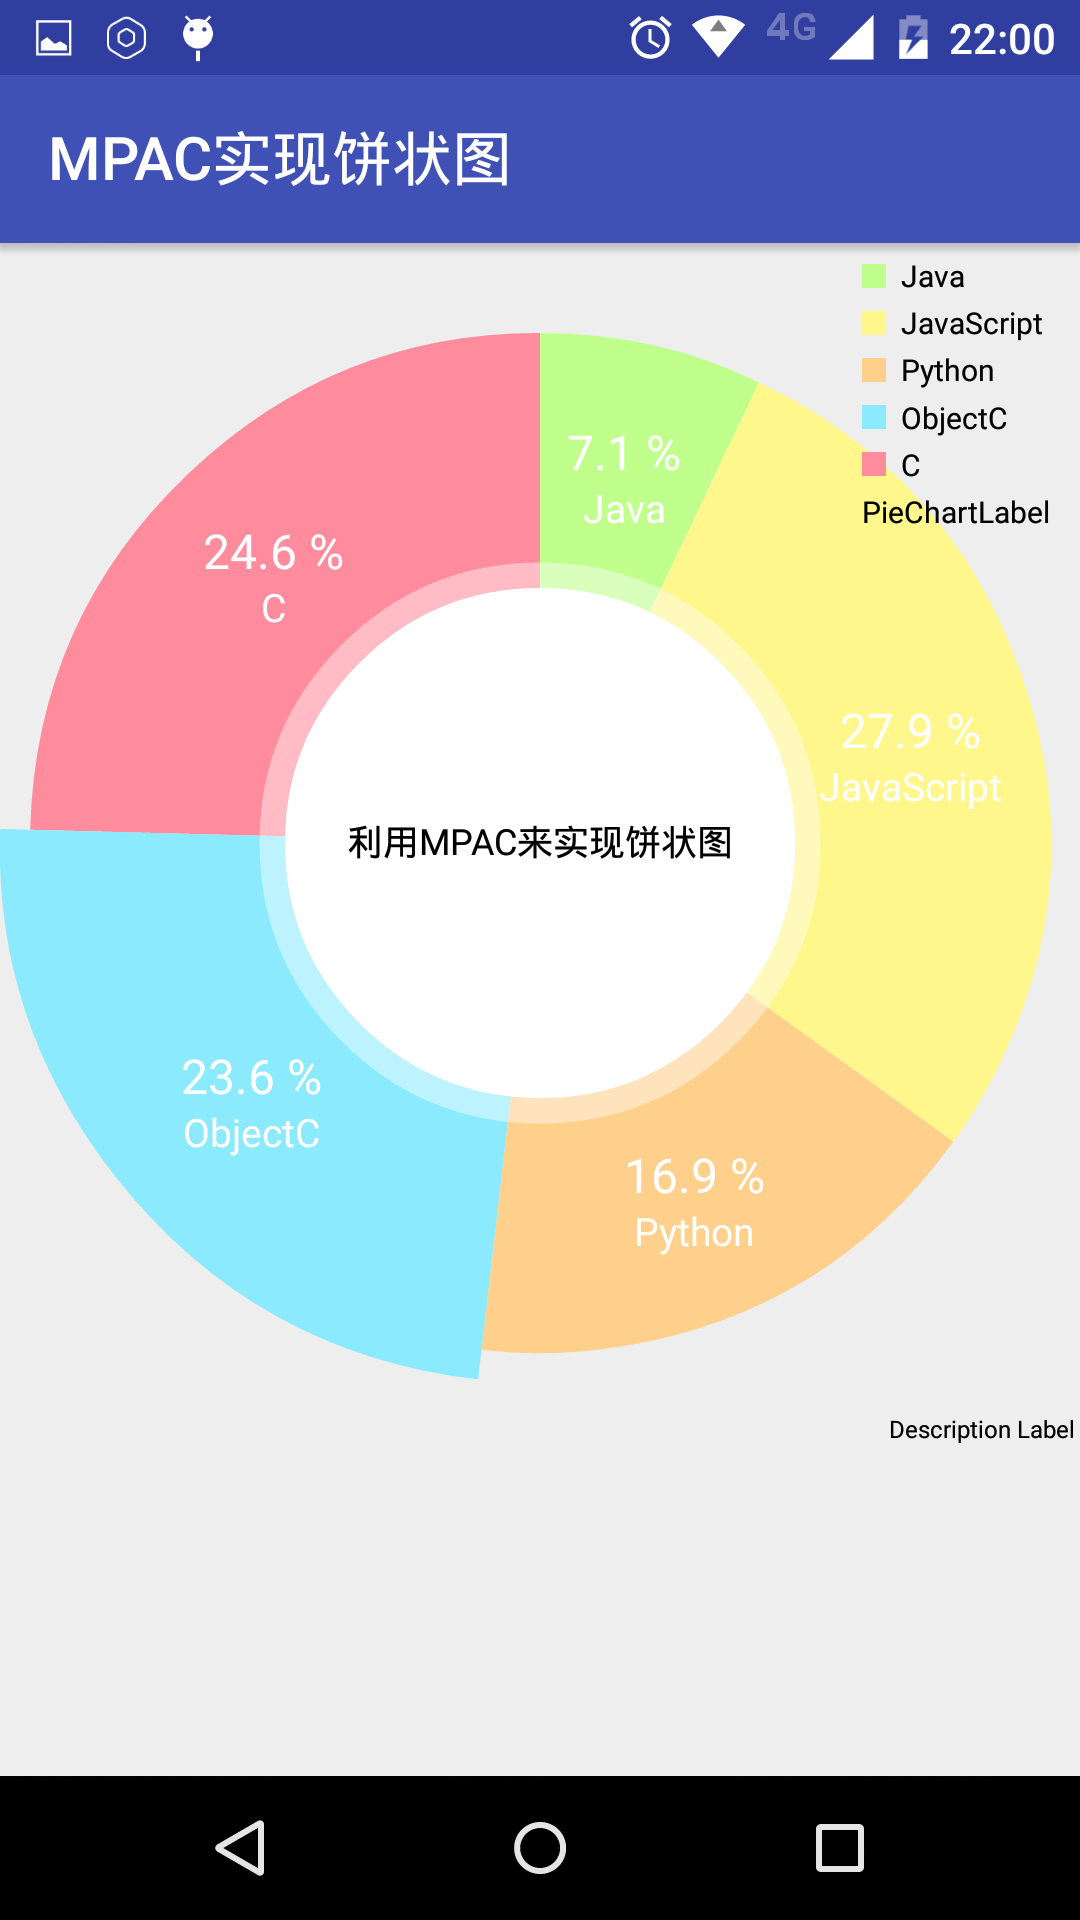 4G 22:00
MPAC实现饼状图
Java
JavaScript
Python
ObjectC
C
PieChartLabel
7.1 %
Java
24.6 %
C
27.9 %
JavaScript
利用MPAC来实现饼状图
23.6 %
ObjectC
16.9 %
Python
Description Label